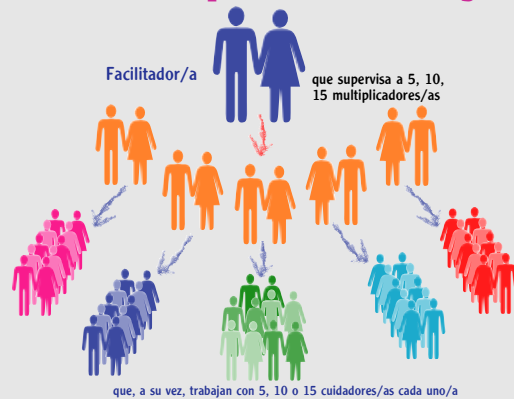 Facilitador/a
que supervisa a 5, 10,
15 multiplicadores/as
que, a su vez, trabajan con 5, 10 o 15 cuidadores/as cada uno/a